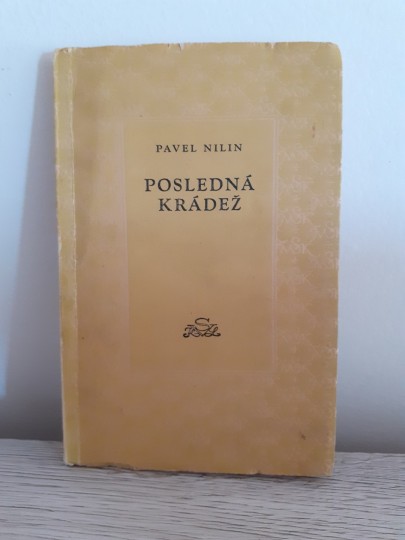 PAVEL NILIN
POSLEDNÁ
KRÁDEŽ